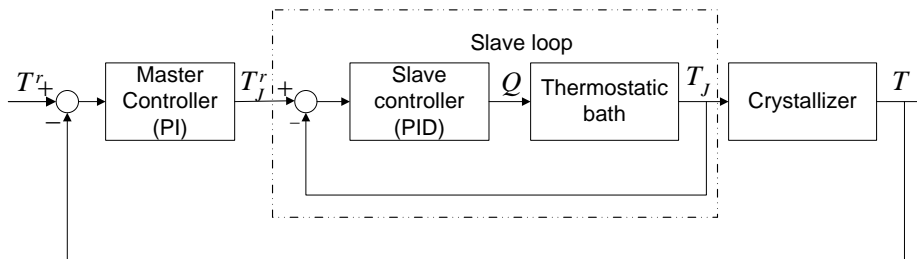 Slave loop
T^r
+
−
Master
Controller
(PI)
T_J^r
+
−
Slave
controller
(PID)
Q
Thermostatic
bath
T_J
Crystallizer
T